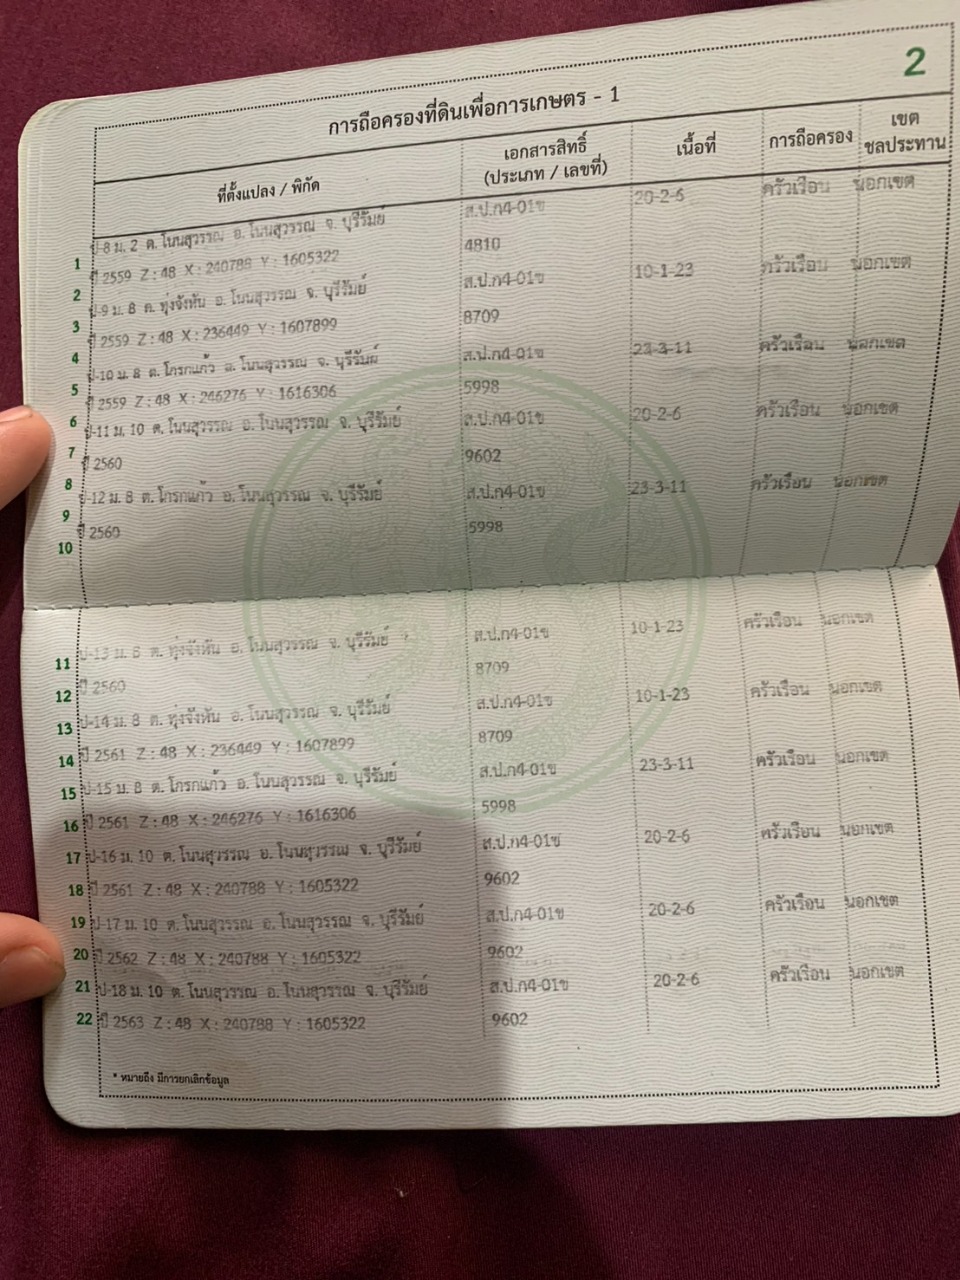 2
การถือครองที่ดินเพื่อการเกษตร - 1
ที่ตั้งแปลง / พิกัด เอกสารสิทธิ์ (ประเภท / เลขที่) เนื้อที่ การถือครอง เขตชลประทาน
1 ป-8 ม. 2 ต. โนนสุวรรณ อ. โนนสุวรรณ จ. บุรีรัมย์ ส.ป.ก4-01ข 20-2-6 ครัวเรือน นอกเขต
2 ปี 2559 Z : 48 X : 240788 Y : 1605322 4810
3 ป-9 ม. 8 ต. ทุ่งจังหัน อ. โนนสุวรรณ จ. บุรีรัมย์ ส.ป.ก4-01ข 10-1-23 ครัวเรือน นอกเขต
4 ปี 2559 Z : 48 X : 236449 Y : 1607899 8709
5 ป-10 ม. 8 ต. โกรกแก้ว อ. โนนสุวรรณ จ. บุรีรัมย์ ส.ป.ก4-01ข 23-3-11 ครัวเรือน นอกเขต
6 ปี 2559 Z : 48 X : 246276 Y : 1616306 5998
7 ป-11 ม. 10 ต. โนนสุวรรณ อ. โนนสุวรรณ จ. บุรีรัมย์ ส.ป.ก4-01ข 20-2-6 ครัวเรือน นอกเขต
8 ปี 2560 9602
9 ป-12 ม. 8 ต. โกรกแก้ว อ. โนนสุวรรณ จ. บุรีรัมย์ ส.ป.ก4-01ข 23-3-11 ครัวเรือน นอกเขต
10 ปี 2560 5998
11 ป-13 ม. 8 ต. ทุ่งจังหัน อ. โนนสุวรรณ จ. บุรีรัมย์ ส.ป.ก4-01ข 10-1-23 ครัวเรือน นอกเขต
12 ปี 2560 8709
13 ป-14 ม. 8 ต. ทุ่งจังหัน อ. โนนสุวรรณ จ. บุรีรัมย์ ส.ป.ก4-01ข 10-1-23 ครัวเรือน นอกเขต
14 ปี 2561 Z : 48 X : 236449 Y : 1607899 8709
15 ป-15 ม. 8 ต. โกรกแก้ว อ. โนนสุวรรณ จ. บุรีรัมย์ ส.ป.ก4-01ข 23-3-11 ครัวเรือน นอกเขต
16 ปี 2561 Z : 48 X : 246276 Y : 1616306 5998
17 ป-16 ม. 10 ต. โนนสุวรรณ อ. โนนสุวรรณ จ. บุรีรัมย์ ส.ป.ก4-01ข 20-2-6 ครัวเรือน นอกเขต
18 ปี 2561 Z : 48 X : 240788 Y : 1605322 9602
19 ป-17 ม. 10 ต. โนนสุวรรณ อ. โนนสุวรรณ จ. บุรีรัมย์ ส.ป.ก4-01ข 20-2-6 ครัวเรือน นอกเขต
20 ปี 2562 Z : 48 X : 240788 Y : 1605322 9602
21 ป-18 ม. 10 ต. โนนสุวรรณ อ. โนนสุวรรณ จ. บุรีรัมย์ ส.ป.ก4-01ข 20-2-6 ครัวเรือน นอกเขต
22 ปี 2563 Z : 48 X : 240788 Y : 1605322 9602
* หมายถึง มีการยกเลิกข้อมูล